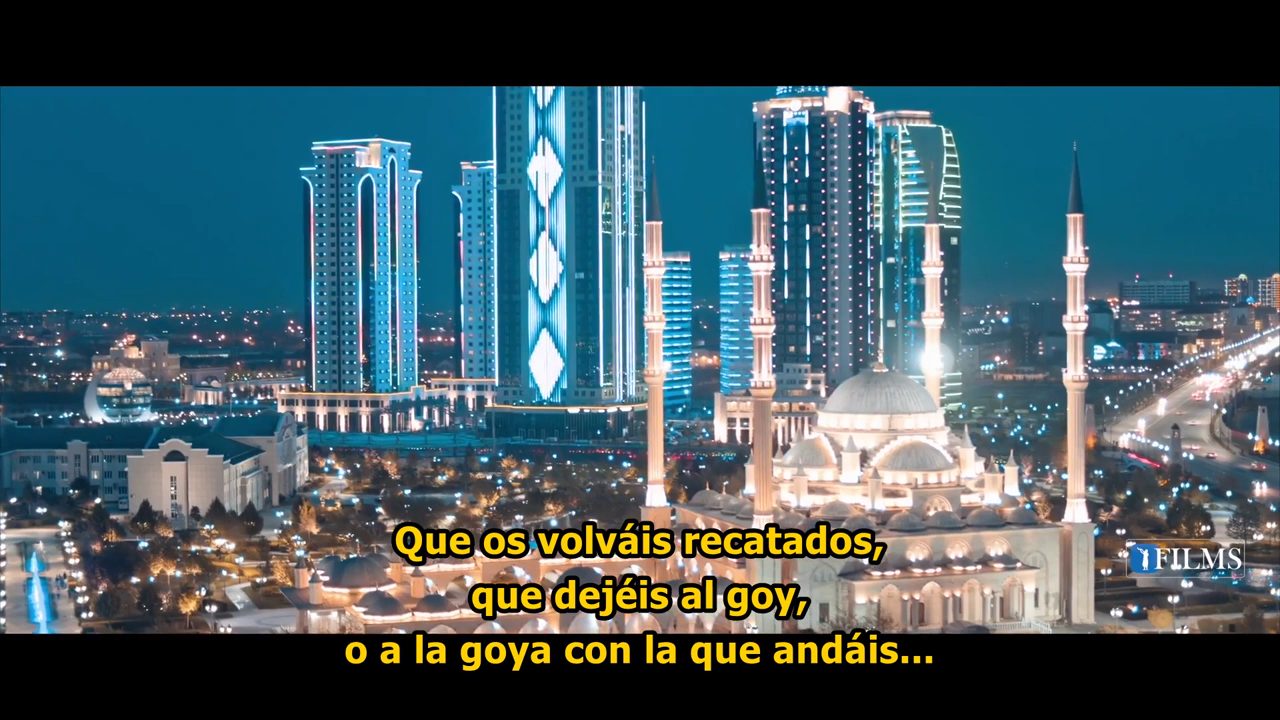 FILMS
Que os volváis recatados,
que dejéis al goy,
o a la goya con la que andáis...